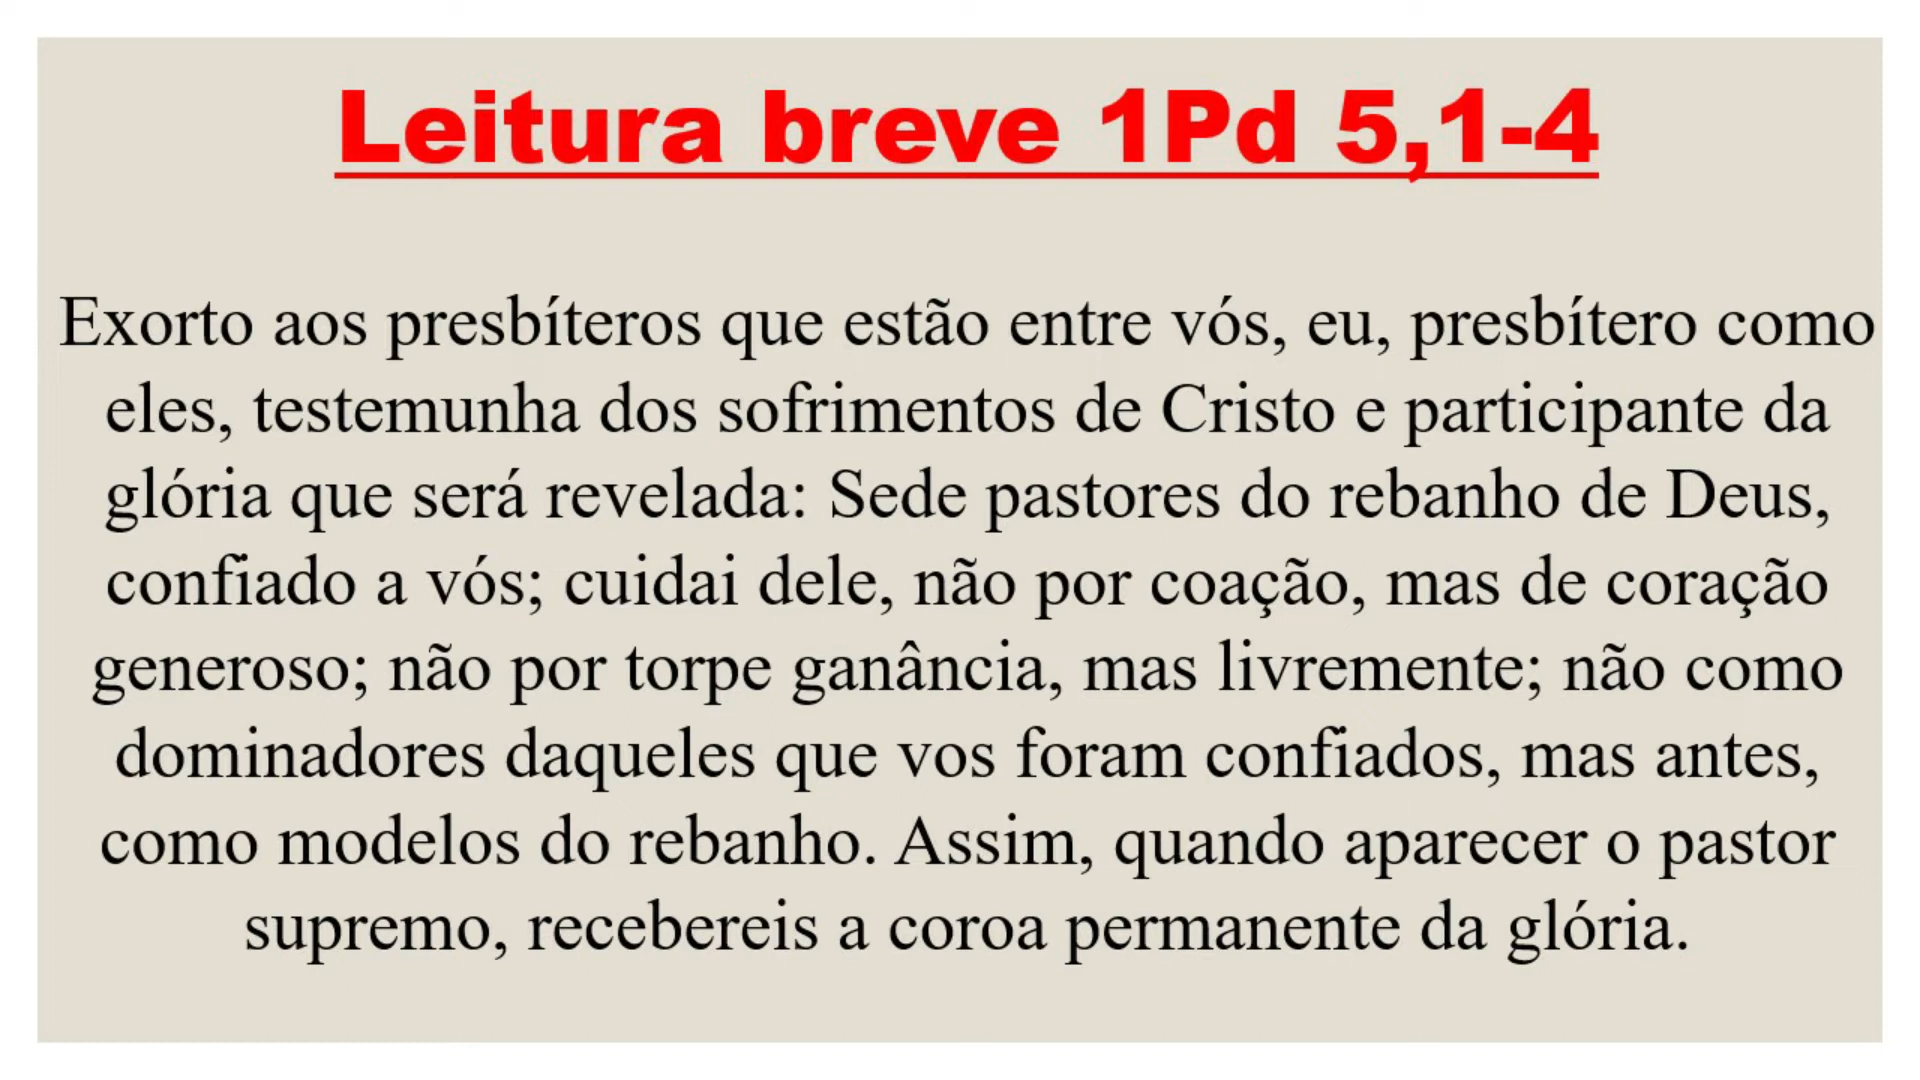 Leitura breve 1Pd 5,1-4
Exorto aos presbíteros que estão entre vós, eu, presbítero como
eles, testemunha dos sofrimentos de Cristo e participante da
glória que será revelada: Sede pastores do rebanho de Deus,
confiado a vós; cuidai dele, não por coação, mas de coração
generoso; não por torpe ganância, mas livremente; não como
dominadores daqueles que vos foram confiados, mas antes,
como modelos do rebanho. Assim, quando aparecer o pastor
supremo, recebereis a coroa permanente da glória.